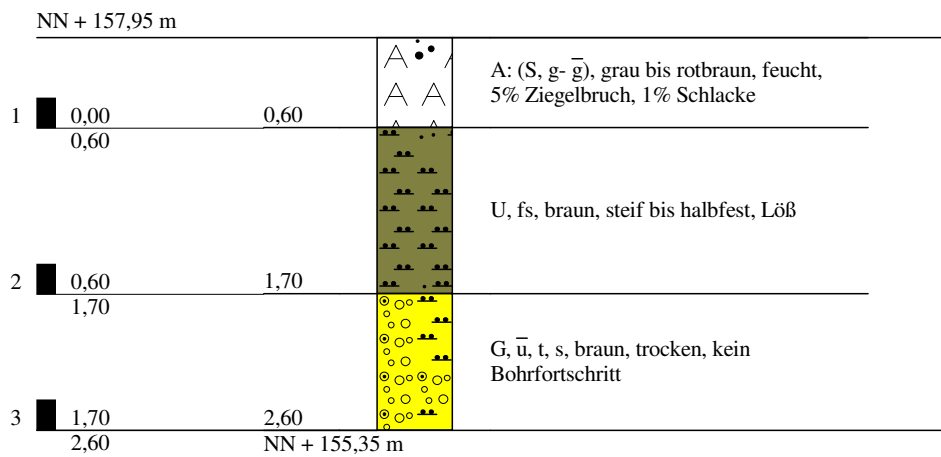 NN + 157,95 m
A: (S, g- g̅), grau bis rotbraun, feucht,
5% Ziegelbruch, 1% Schlacke
1 0,00 0,60
0,60
U, fs, braun, steif bis halbfest, Löß
2 0,60 1,70
1,70
G, u̅, t, s, braun, trocken, kein
Bohrfortschritt
3 1,70 2,60
2,60 NN + 155,35 m